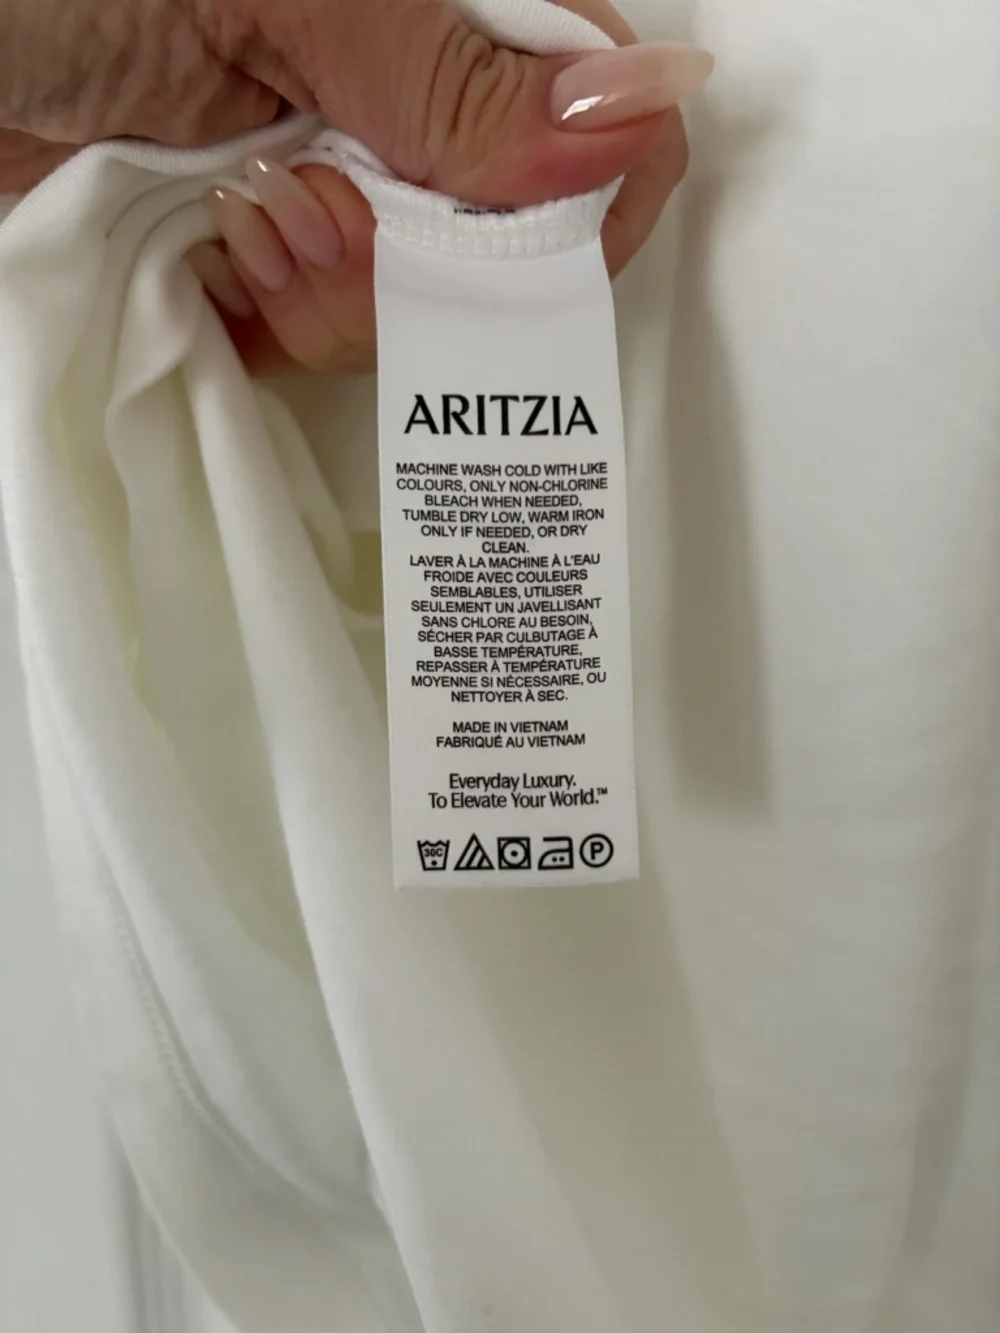 ARITZIA
MACHINE WASH COLD WITH LIKE
COLOURS, ONLY NON-CHLORINE
BLEACH WHEN NEEDED,
TUMBLE DRY LOW, WARM IRON
ONLY IF NEEDED, OR DRY
CLEAN.
LAVER À LA MACHINE À L'EAU
FROIDE AVEC COULEURS
SEMBLABLES, UTILISER
SEULEMENT UN JAVELLISANT
SANS CHLORE AU BESOIN,
SÉCHER PAR CULBUTAGE À
BASSE TEMPÉRATURE,
REPASSER À TEMPÉRATURE
MOYENNE SI NÉCESSAIRE, OU
NETTOYER À SEC.
MADE IN VIETNAM
FABRIQUÉ AU VIETNAM
Everyday Luxury.
To Elevate Your World.™
30C P